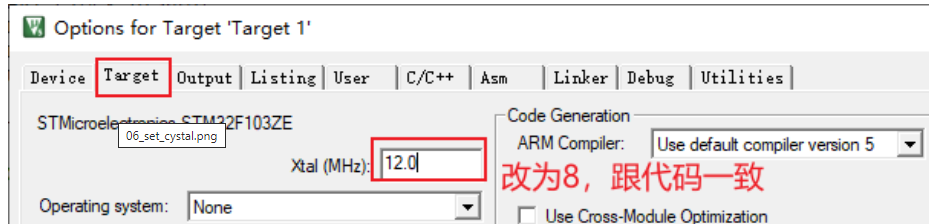 Options for Target 'Target 1'
Device Target Output Listing User C/C++ Asm Linker Debug Utilities
STMicroelectronics STM32F103ZE
06_set_cystal.png
Code Generation
ARM Compiler: Use default compiler version 5
Xtal (MHz): 12.0
改为8，跟代码一致
Operating system: None
Use Cross-Module Optimization